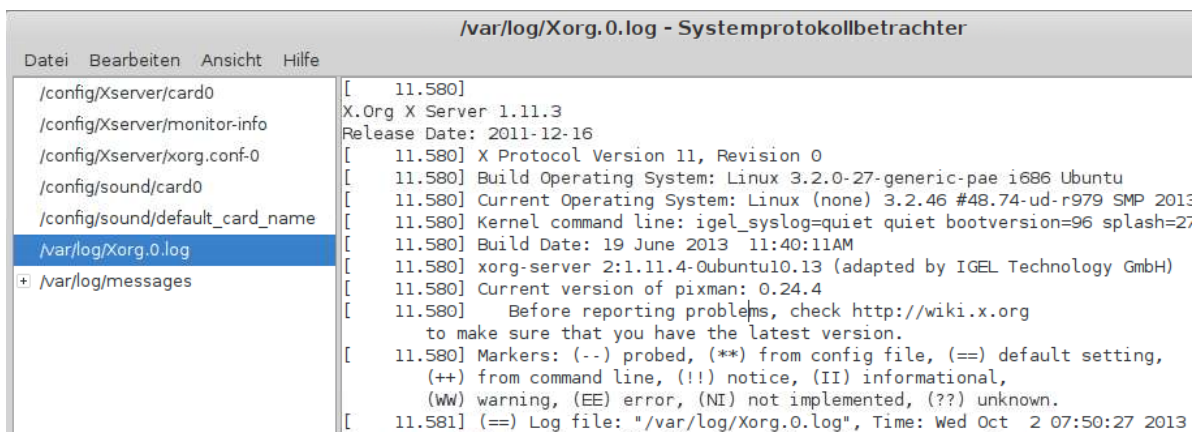 /var/log/Xorg.0.log - Systemprotokollbetrachter
Datei Bearbeiten Ansicht Hilfe
/config/Xserver/card0
/config/Xserver/monitor-info
/config/Xserver/xorg.conf-0
/config/sound/card0
/config/sound/default_card_name
/var/log/Xorg.0.log
/var/log/messages
[    11.580]
X.Org X Server 1.11.3
Release Date: 2011-12-16
[    11.580] X Protocol Version 11, Revision 0
[    11.580] Build Operating System: Linux 3.2.0-27-generic-pae i686 Ubuntu
[    11.580] Current Operating System: Linux (none) 3.2.46 #48.74-ud-r979 SMP 2013
[    11.580] Kernel command line: igel_syslog=quiet quiet bootversion=96 splash=27
[    11.580] Build Date: 19 June 2013  11:40:11AM
[    11.580] xorg-server 2:1.11.4-0ubuntu10.13 (adapted by IGEL Technology GmbH)
[    11.580] Current version of pixman: 0.24.4
[    11.580]    Before reporting problems, check http://wiki.x.org
to make sure that you have the latest version.
[    11.580] Markers: (--) probed, (**) from config file, (==) default setting,
(++) from command line, (!!) notice, (II) informational,
(WW) warning, (EE) error, (NI) not implemented, (??) unknown.
[    11.581] (==) Log file: "/var/log/Xorg.0.log", Time: Wed Oct  2 07:50:27 2013